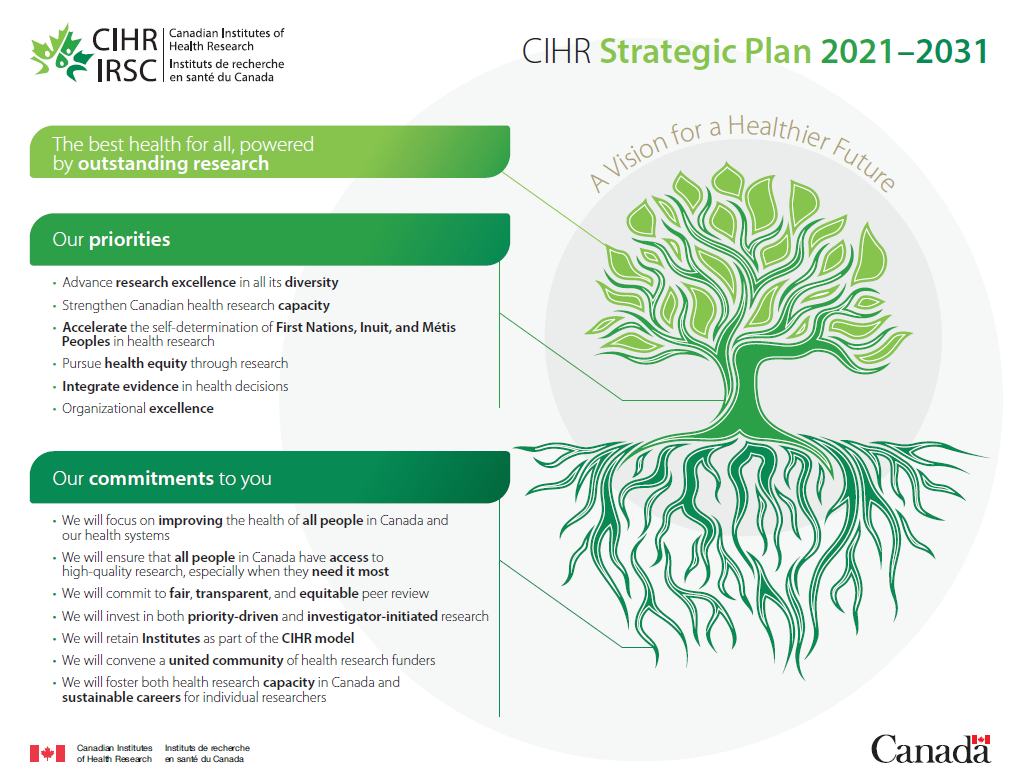 CIHR
IRSC
Canadian Institutes of
Health Research
Instituts de recherche
en santé du Canada
CIHR Strategic Plan 2021–2031
The best health for all, powered
by outstanding research
A Vision for a Healthier Future
Our priorities
• Advance research excellence in all its diversity
• Strengthen Canadian health research capacity
• Accelerate the self-determination of First Nations, Inuit, and Métis
Peoples in health research
• Pursue health equity through research
• Integrate evidence in health decisions
• Organizational excellence
Our commitments to you
• We will focus on improving the health of all people in Canada and
our health systems
• We will ensure that all people in Canada have access to
high-quality research, especially when they need it most
• We will commit to fair, transparent, and equitable peer review
• We will invest in both priority-driven and investigator-initiated research
• We will retain Institutes as part of the CIHR model
• We will convene a united community of health research funders
• We will foster both health research capacity in Canada and
sustainable careers for individual researchers
Canadian Institutes
of Health Research
Instituts de recherche
en santé du Canada
Canada